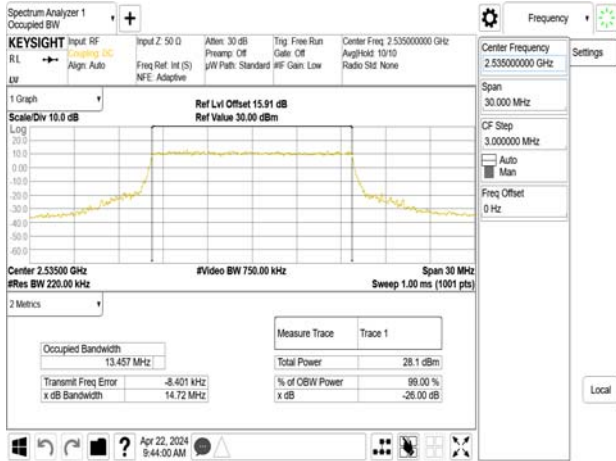 Spectrum Analyzer 1
Occupied BW
+
Frequency
KEYSIGHT
Input: RF
Input Z: 50 Ω
Atten: 30 dB
Trig: Free Run
Center Freq: 2.535000000 GHz
RL
Coupling: DC
Preamp: Off
Gate: Off
Avg|Hold: 10/10
Align: Auto
Freq Ref: Int (S)
µW Path: Standard
#IF Gain: Low
Radio Std: None
NFE: Adaptive
LW
Center Frequency
2.535000000 GHz
Settings
Span
30.000 MHz
CF Step
3.000000 MHz
Auto
Man
Freq Offset
0 Hz
Local
1 Graph
Ref Lvl Offset 15.91 dB
Scale/Div 10.0 dB
Ref Value 30.00 dBm
Log
20.0
10.0
0.00
-10.0
-20.0
-30.0
-40.0
-50.0
-60.0
Center 2.53500 GHz
#Video BW 750.00 kHz
Span 30 MHz
#Res BW 220.00 kHz
Sweep 1.00 ms (1001 pts)
2 Metrics
Measure Trace
Trace 1
Occupied Bandwidth
13.457 MHz
Total Power
28.1 dBm
Transmit Freq Error
-8.401 kHz
% of OBW Power
99.00 %
x dB Bandwidth
14.72 MHz
x dB
-26.00 dB
?
Apr 22, 2024
9:44:00 AM